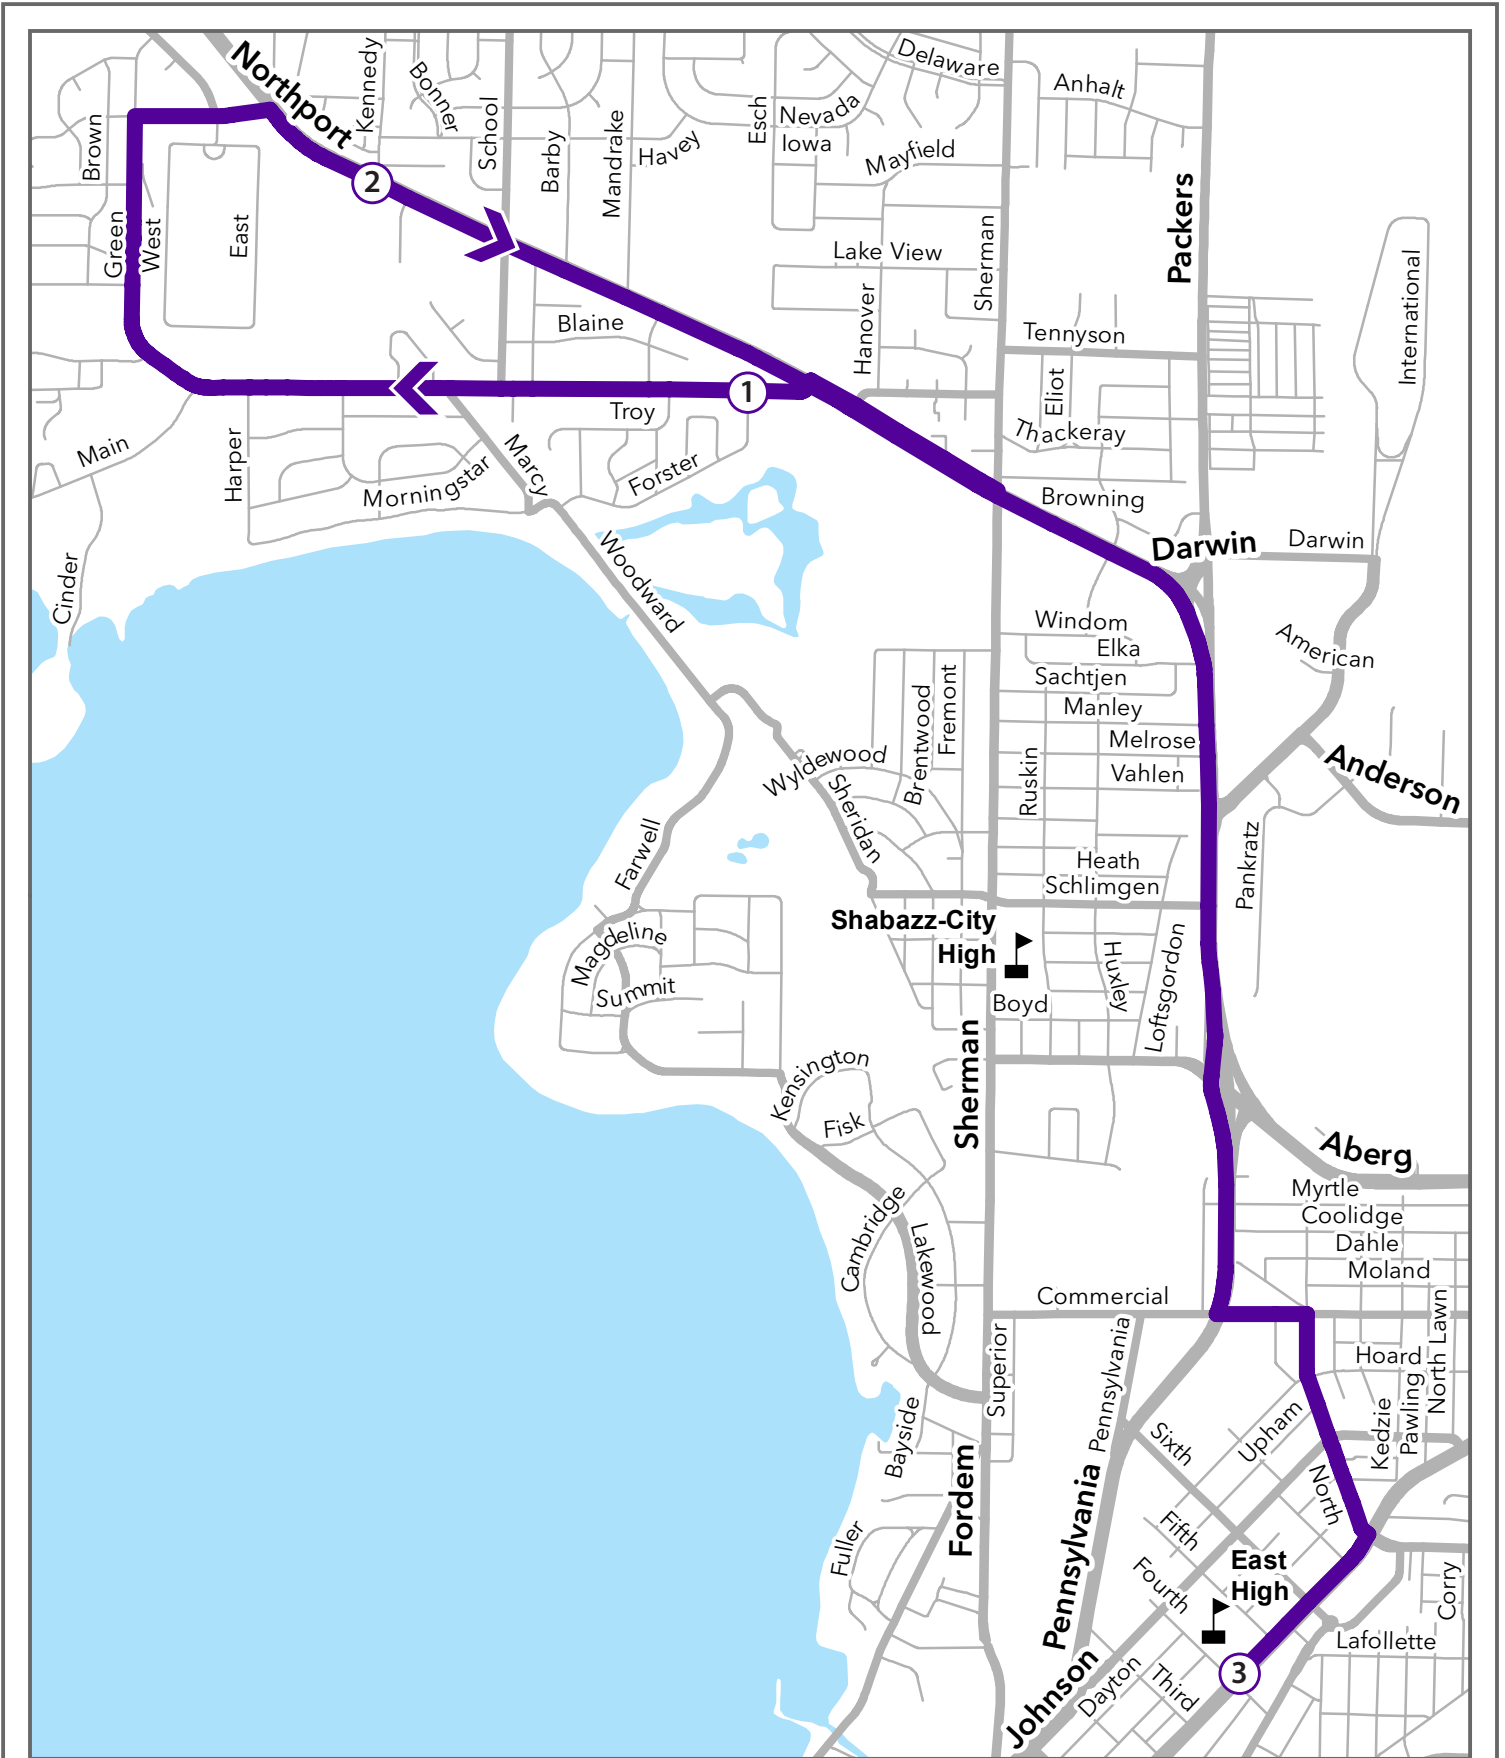 Northport
Kennedy
Bonner
School
Barby
Mandrake
Havey
Esch
Nevada
Iowa
Delaware
Mayfield
Anhalt
Packers
Brown
Green
West
East
2
Lake View
Sherman
Hanover
International
Blaine
Tennyson
Eliot
1
Troy
Thackeray
Main
Harper
Marcy
Morningstar
Forster
Browning
Darwin
Darwin
Cinder
Woodward
Windom
Elka
American
Sachtjen
Manley
Brentwood
Fremont
Melrose
Vahlen
Wyldewood
Ruskin
Anderson
Sheridan
Farwell
Pankratz
Heath
Schlimgen
Shabazz-City
High
Magdeline
Huxley
Loftsgordon
Summit
Boyd
Sherman
Kensington
Fisk
Aberg
Myrtle
Coolidge
Dahle
Moland
Cambridge
Lakewood
Commercial
Superior
Pennsylvania
Hoard
North Lawn
Pawling
Kedzie
Bayside
Sixth
Upham
North
Fordem
Pennsylvania
Fifth
Fuller
East
High
Fourth
Corry
Lafollette
3
Johnson
Dayton
Third